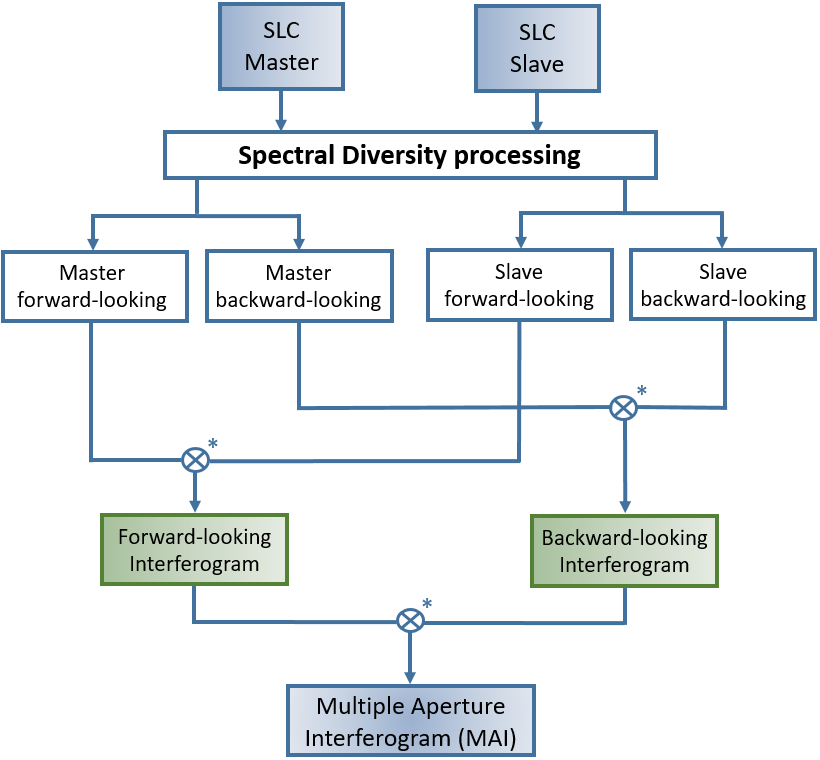 SLC
Master
SLC
Slave
Spectral Diversity processing
Master
forward-looking
Master
backward-looking
Slave
forward-looking
Slave
backward-looking
*
*
Forward-looking
Interferogram
Backward-looking
Interferogram
*
Multiple Aperture
Interferogram (MAI)